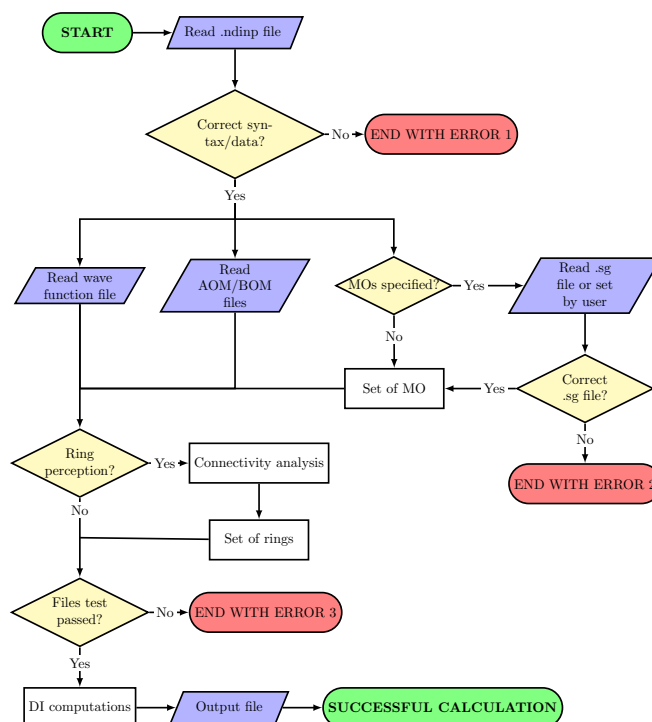 START
Read .ndinp file
Correct syn-
tax/data?
No
END WITH ERROR 1
Yes
Read wave
function file
Read
AOM/BOM
files
MOs specified?
Yes
Read .sg
file or set
by user
No
Set of MO
Yes
Correct
.sg file?
No
END WITH ERROR 2
Ring
perception?
Yes
Connectivity analysis
No
Set of rings
Files test
passed?
No
END WITH ERROR 3
Yes
DI computations
Output file
SUCCESSFUL CALCULATION